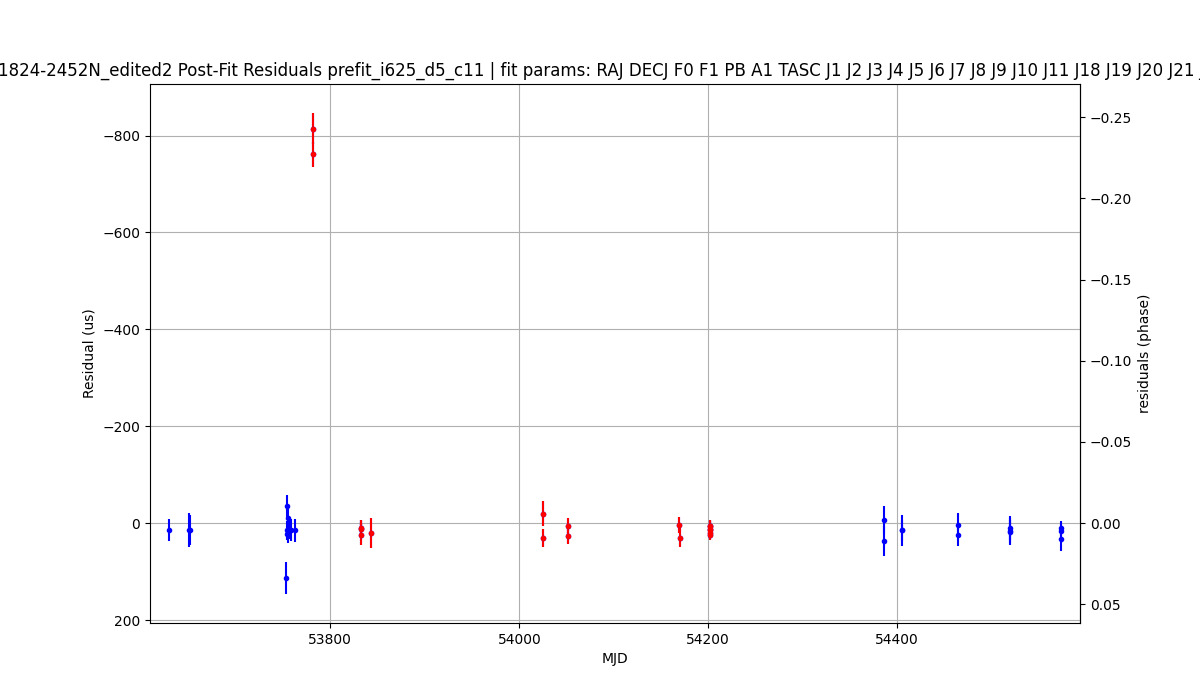 1824-2452N_edited2 Post-Fit Residuals prefit_i625_d5_c11 | fit params: RAJ DECJ F0 F1 PB A1 TASC J1 J2 J3 J4 J5 J6 J7 J8 J9 J10 J11 J18 J19 J20 J21
−800
−600
−400
−200
0
200
Residual (us)
−0.25
−0.20
−0.15
−0.10
−0.05
0.00
0.05
residuals (phase)
53800 54000 54200 54400
MJD